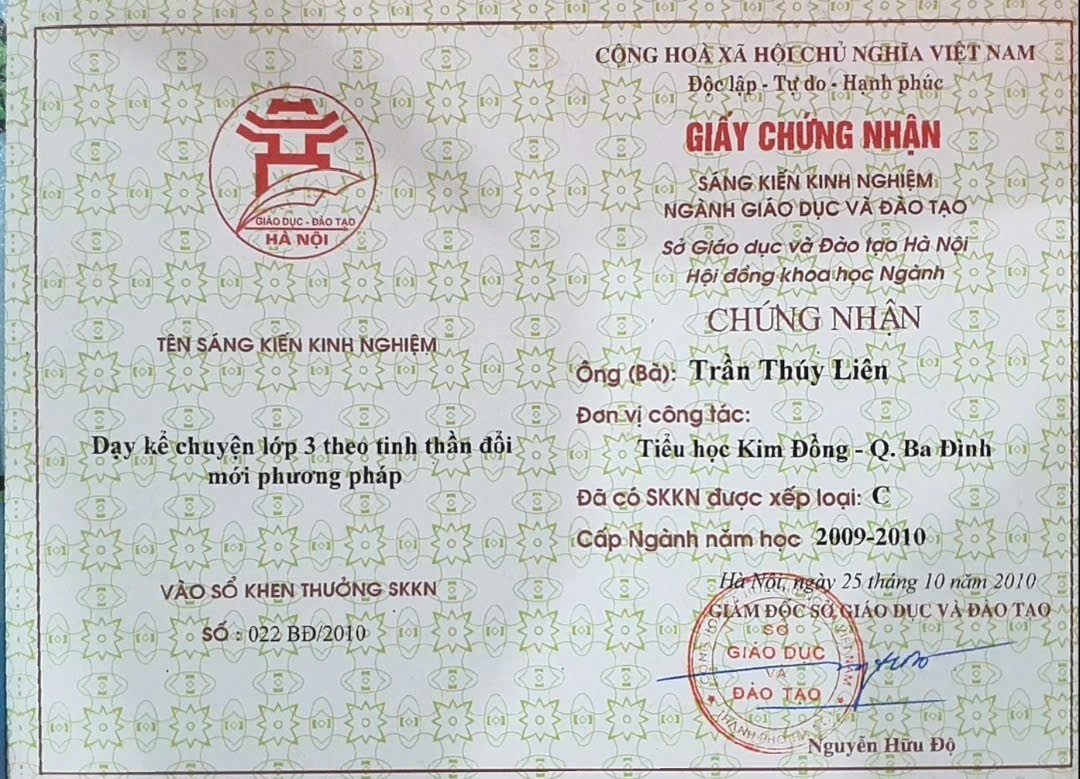 GIÁO DỤC - ĐÀO TẠO
HÀ NỘI
TÊN SÁNG KIẾN KINH NGHIỆM
Dạy kể chuyện lớp 3 theo tinh thần đổi
mới phương pháp
VÀO SỔ KHEN THƯỞNG SKKN
SỐ : 022 BĐ/2010
CỘNG HOÀ XÃ HỘI CHỦ NGHĨA VIỆT NAM
Độc lập - Tự do - Hạnh phúc
GIẤY CHỨNG NHẬN
SÁNG KIẾN KINH NGHIỆM
NGÀNH GIÁO DỤC VÀ ĐÀO TẠO
Sở Giáo dục và Đào tạo Hà Nội
Hội đồng khoa học Ngành
CHỨNG NHẬN
Ông (Bà): Trần Thúy Liên
Đơn vị công tác:
Tiểu học Kim Đồng - Q. Ba Đình
Đã có SKKN được xếp loại: C
Cấp Ngành năm học 2009-2010
Hà Nội, ngày 25 tháng 10 năm 2010
GIÁM ĐỐC SỞ GIÁO DỤC VÀ ĐÀO TẠO
SỞ
GIÁO DỤC
VÀ
ĐÀO TẠO
Nguyễn Hữu Độ